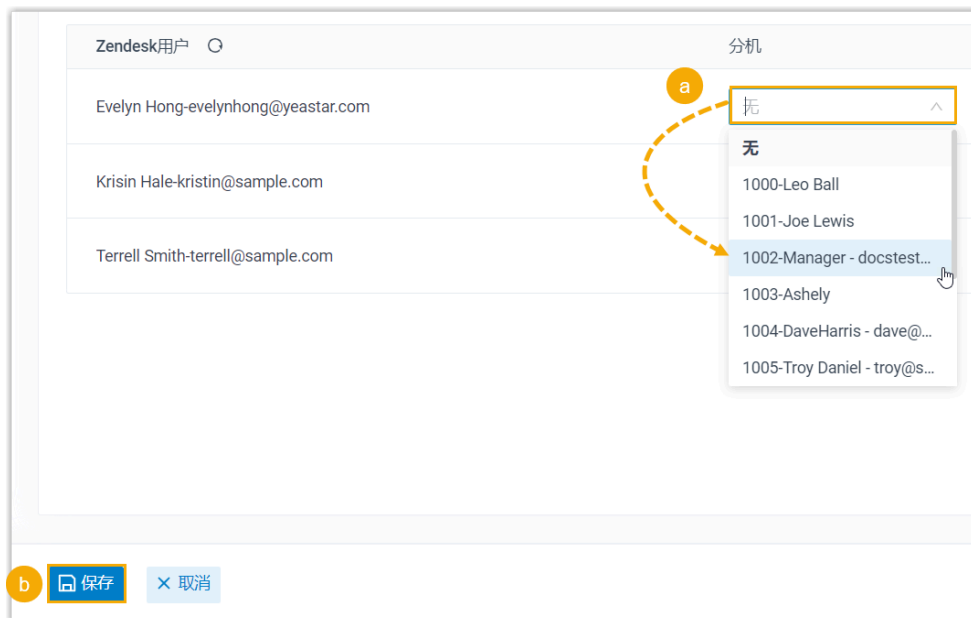 Zendesk用户 分机
a
Evelyn Hong-evelynhong@yeastar.com 无
无
Krisin Hale-kristin@sample.com 1000-Leo Ball
1001-Joe Lewis
Terrell Smith-terrell@sample.com 1002-Manager - docstest...
1003-Ashely
1004-DaveHarris - dave@...
1005-Troy Daniel - troy@s...
b 保存 取消